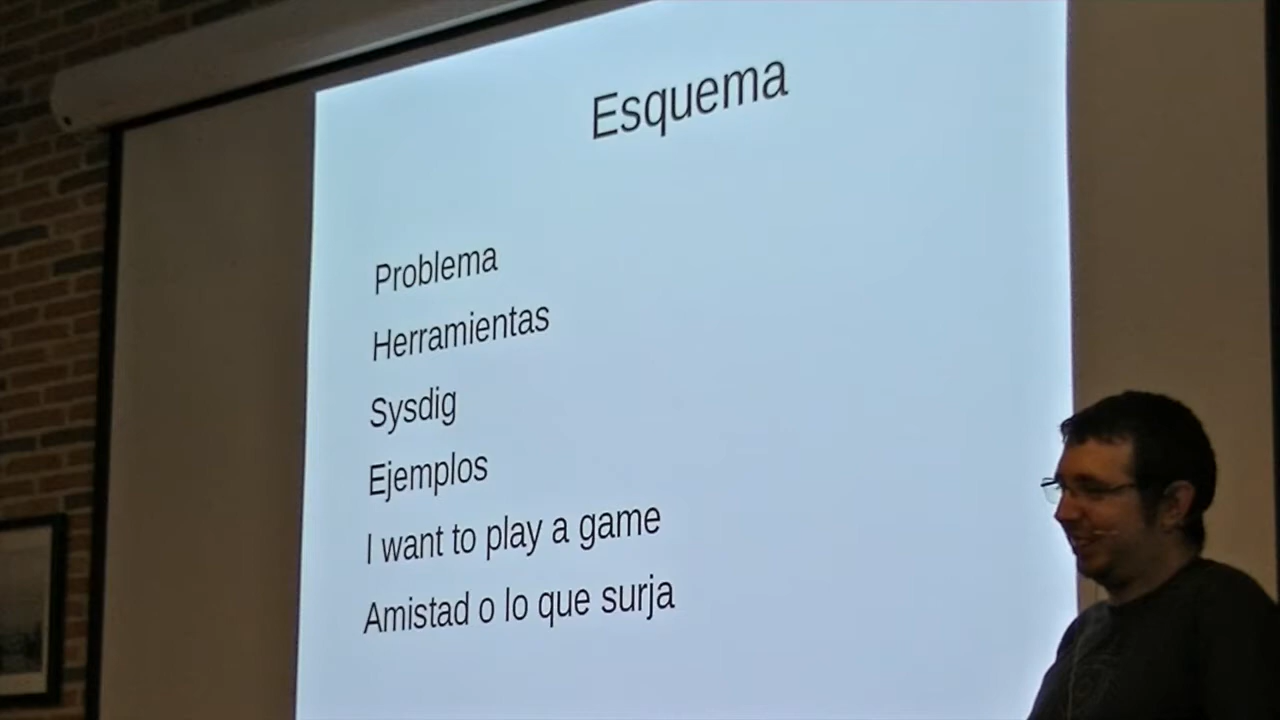 Esquema
Problema
Herramientas
Sysdig
Ejemplos
I want to play a game
Amistad o lo que surja